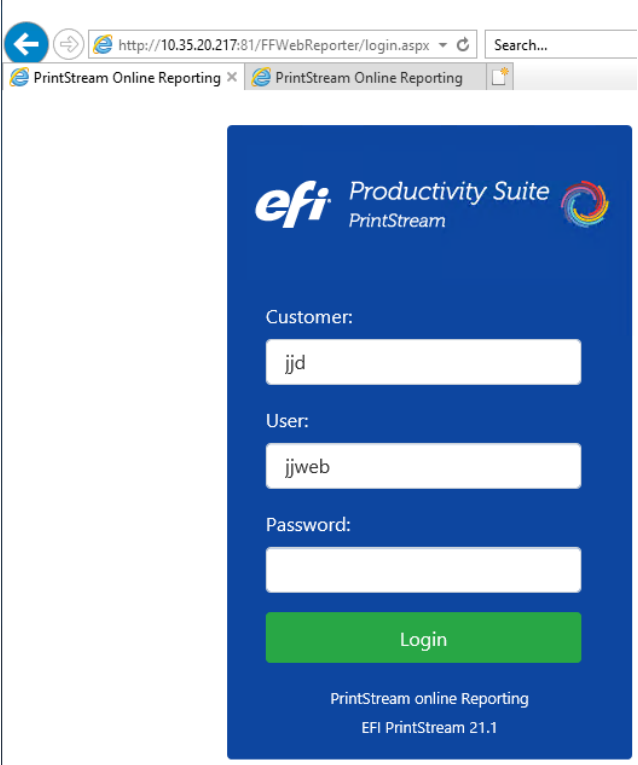 http://10.35.20.217:81/FFWebReporter/login.aspx Search...
PrintStream Online Reporting PrintStream Online Reporting
efi Productivity Suite
PrintStream
Customer:
jjd
User:
jjweb
Password:
Login
PrintStream online Reporting
EFI PrintStream 21.1